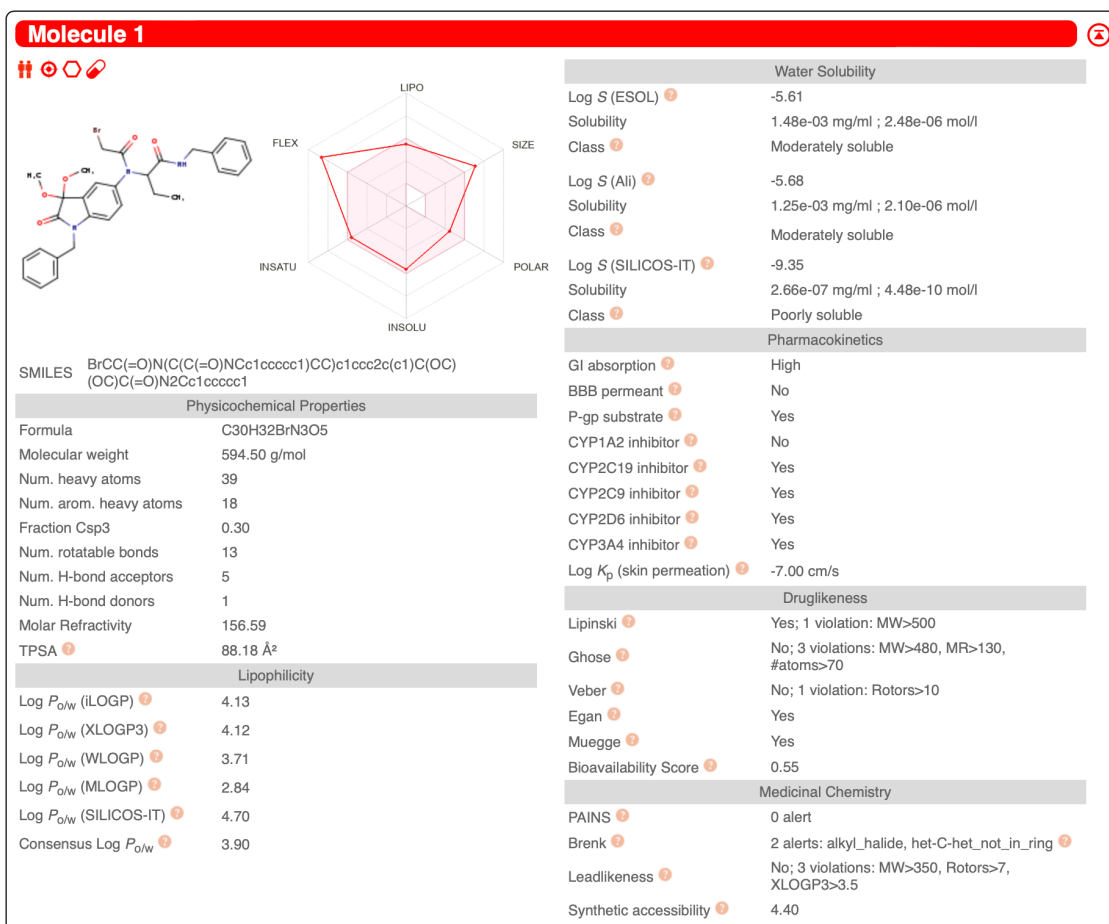 Molecule 1
LIPO
FLEX
SIZE
INSATU
POLAR
INSOLU
Br
O
O
N
NH
H₃C
O
O
CH₃
CH₃
O
N
SMILES BrCC(=O)N(C(C(=O)NCc1ccccc1)CC)c1ccc2c(c1)C(OC)
(OC)C(=O)N2Cc1ccccc1
Physicochemical Properties
Formula C30H32BrN3O5
Molecular weight 594.50 g/mol
Num. heavy atoms 39
Num. arom. heavy atoms 18
Fraction Csp3 0.30
Num. rotatable bonds 13
Num. H-bond acceptors 5
Num. H-bond donors 1
Molar Refractivity 156.59
TPSA ? 88.18 Å²
Lipophilicity
Log Po/w (iLOGP) ? 4.13
Log Po/w (XLOGP3) ? 4.12
Log Po/w (WLOGP) ? 3.71
Log Po/w (MLOGP) ? 2.84
Log Po/w (SILICOS-IT) ? 4.70
Consensus Log Po/w ? 3.90
Water Solubility
Log S (ESOL) ? -5.61
Solubility 1.48e-03 mg/ml ; 2.48e-06 mol/l
Class ? Moderately soluble
Log S (Ali) ? -5.68
Solubility 1.25e-03 mg/ml ; 2.10e-06 mol/l
Class ? Moderately soluble
Log S (SILICOS-IT) ? -9.35
Solubility 2.66e-07 mg/ml ; 4.48e-10 mol/l
Class ? Poorly soluble
Pharmacokinetics
GI absorption ? High
BBB permeant ? No
P-gp substrate ? Yes
CYP1A2 inhibitor ? No
CYP2C19 inhibitor ? Yes
CYP2C9 inhibitor ? Yes
CYP2D6 inhibitor ? Yes
CYP3A4 inhibitor ? Yes
Log Kp (skin permeation) ? -7.00 cm/s
Druglikeness
Lipinski ? Yes; 1 violation: MW>500
Ghose ? No; 3 violations: MW>480, MR>130,
#atoms>70
Veber ? No; 1 violation: Rotors>10
Egan ? Yes
Muegge ? Yes
Bioavailability Score ? 0.55
Medicinal Chemistry
PAINS ? 0 alert
Brenk ? 2 alerts: alkyl_halide, het-C-het_not_in_ring ?
Leadlikeness ? No; 3 violations: MW>350, Rotors>7,
XLOGP3>3.5
Synthetic accessibility ? 4.40